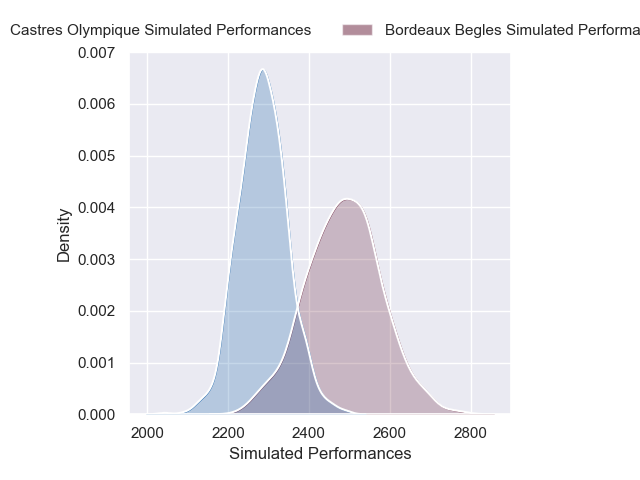 Castres Olympique Simulated Performances
Bordeaux Begles Simulated Performa
0.007
0.006
0.005
0.004
0.003
0.002
0.001
0.000
Density
2000 2200 2400 2600 2800
Simulated Performances